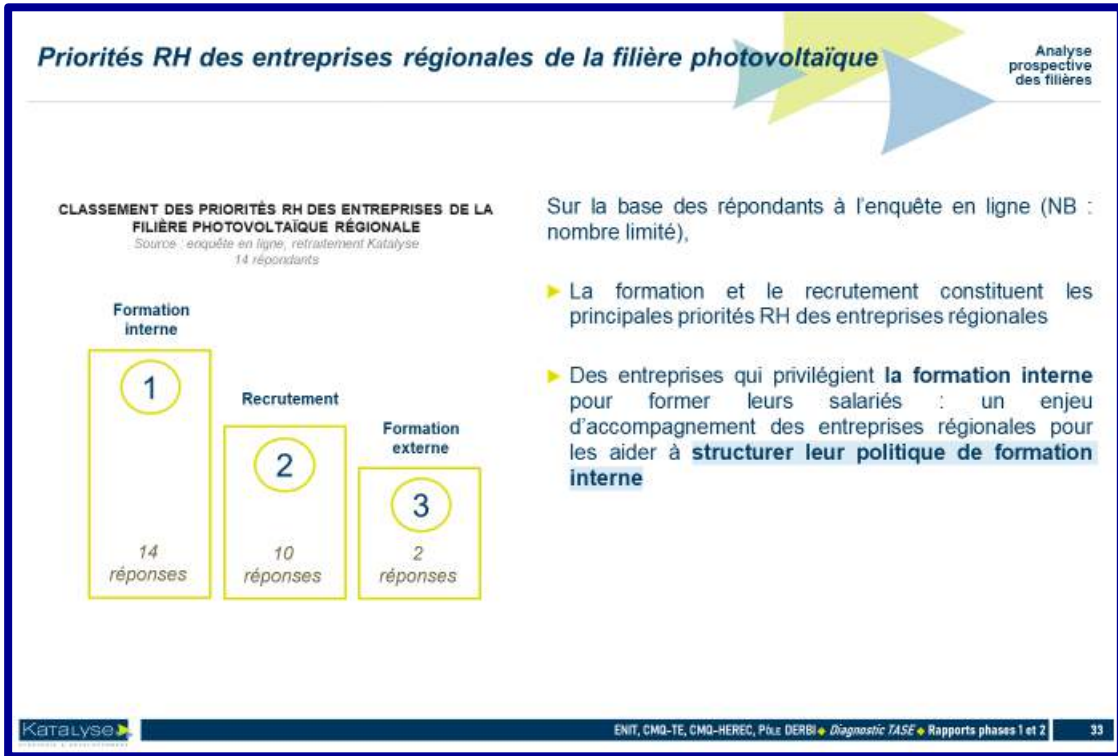 Priorités RH des entreprises régionales de la filière photovoltaïque
Analyse
prospective
des filières
CLASSEMENT DES PRIORITÉS RH DES ENTREPRISES DE LA
FILIÈRE PHOTOVOLTAÏQUE RÉGIONALE
Source : enquête en ligne, retraitement Katalyse
14 répondants
Formation
interne
1
14
réponses
Recrutement
2
10
réponses
Formation
externe
3
2
réponses
Sur la base des répondants à l'enquête en ligne (NB :
nombre limité),
► La formation et le recrutement constituent les
principales priorités RH des entreprises régionales
► Des entreprises qui privilégient la formation interne
pour former leurs salariés : un enjeu
d'accompagnement des entreprises régionales pour
les aider à structurer leur politique de formation
interne
KATALYSE
ENIT, CMQ-TE, CMQ-HEREC, PÔLE DERBI ◆ Diagnostic TASE ◆ Rapports phases 1 et 2
33